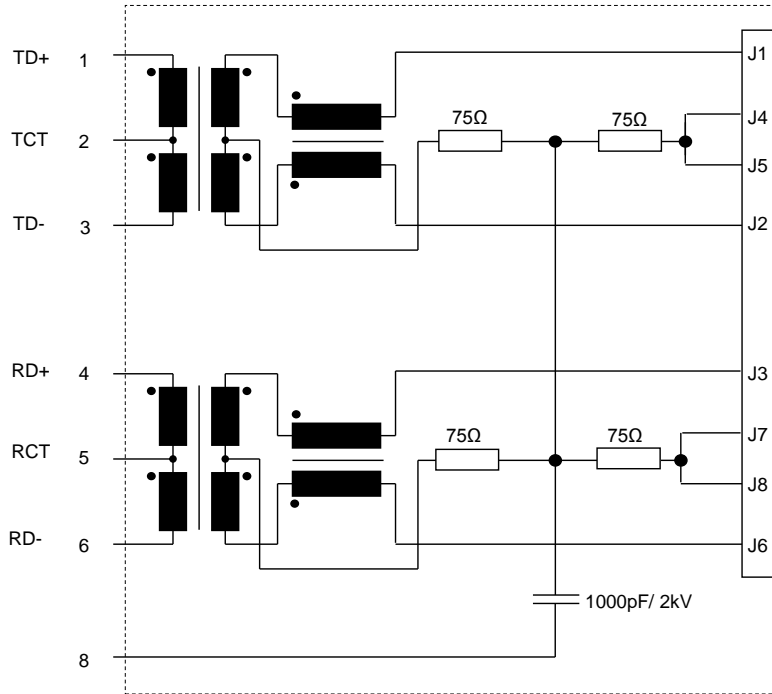 TD+ 1
J1
75Ω 75Ω
J4
TCT 2
J5
TD- 3
J2
RD+ 4
J3
75Ω 75Ω
J7
RCT 5
J8
RD- 6
J6
1000pF/ 2kV
8